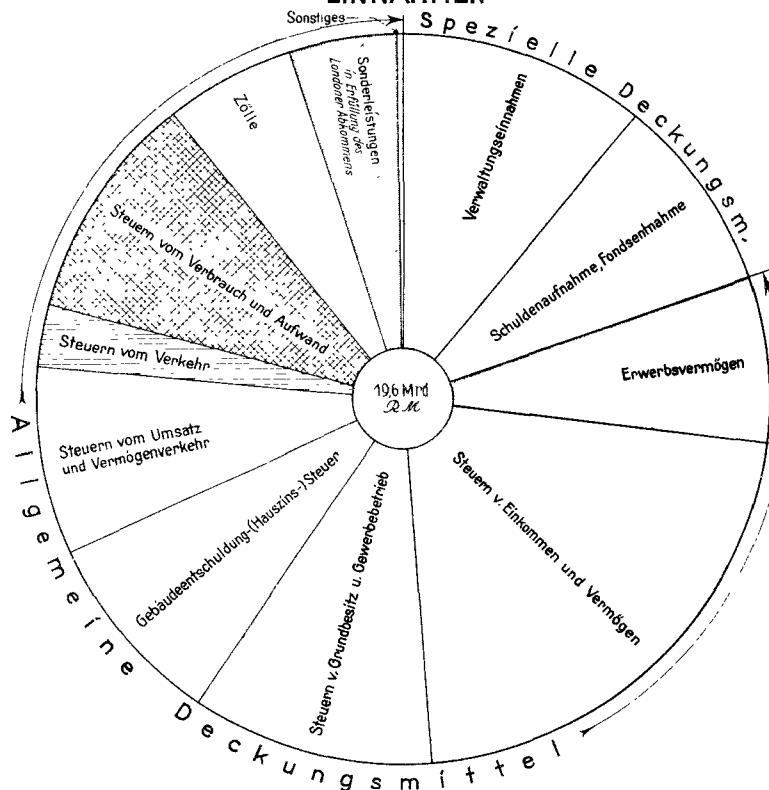 EINNAHMEN
Sonstiges
Spezielle Deckungsm.
Verwaltungseinnahmen
Schuldenaufnahme, Fondsentnahme
Erwerbsvermögen
Steuern v. Einkommen und Vermögen
Steuern v. Grundbesitz u. Gewerbebetrieb
Gebäudeentschuldung-(Hauszins-) Steuer
Steuern vom Umsatz
und Vermögenverkehr
Steuern vom Verkehr
Steuern vom Verbrauch und Aufwand
Zölle
Sonderleistungen
in Erfüllung des
Londoner Abkommens
19,6 Mrd
RM
Allgemeine Deckungsmittel